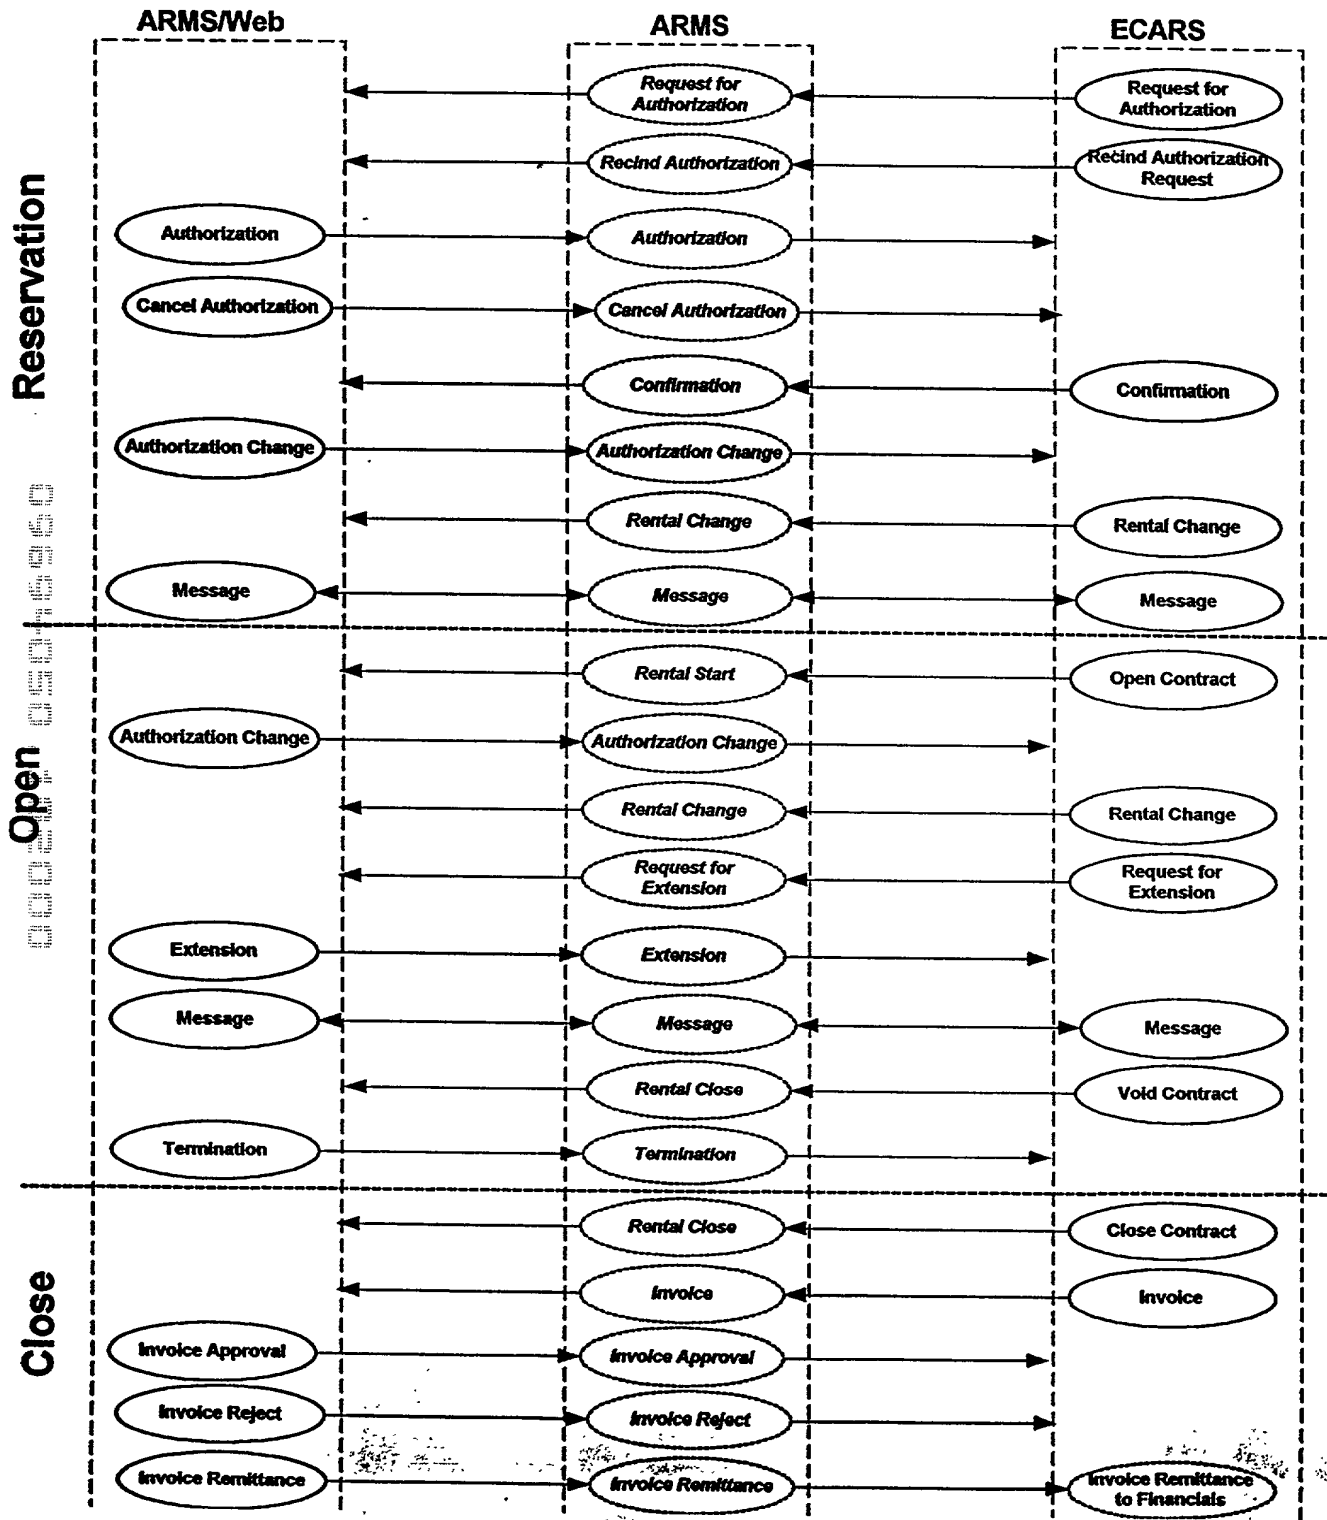 ARMS/Web
ARMS
ECARS
Reservation
Request for
Authorization
Request for
Authorization
Recind Authorization
Recind Authorization
Request
Authorization
Authorization
Cancel Authorization
Cancel Authorization
Confirmation
Confirmation
Authorization Change
Authorization Change
Rental Change
Rental Change
Message
Message
Message
Open
Rental Start
Open Contract
Authorization Change
Authorization Change
Rental Change
Rental Change
Request for
Extension
Request for
Extension
Extension
Extension
Message
Message
Message
Rental Close
Void Contract
Termination
Termination
Close
Rental Close
Close Contract
Invoice
Invoice
Invoice Approval
Invoice Approval
Invoice Reject
Invoice Reject
Invoice Remittance
Invoice Remittance
Invoice Remittance
to Financials